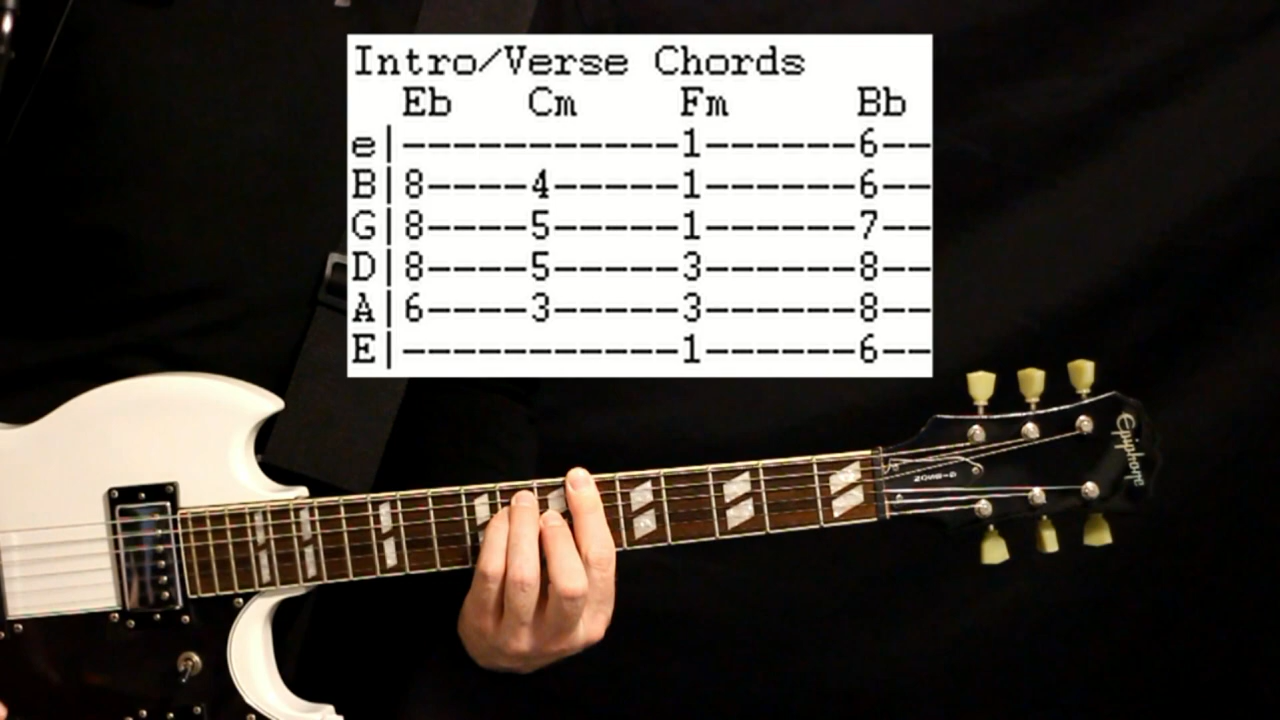 Intro/Verse Chords
Eb Cm Fm Bb
e|-----------1-------6--
B|8----4------1-------6--
G|8----5------1-------7--
D|8----5------3-------8--
A|6----3------3-------8--
E|-----------1-------6--
Epiphone